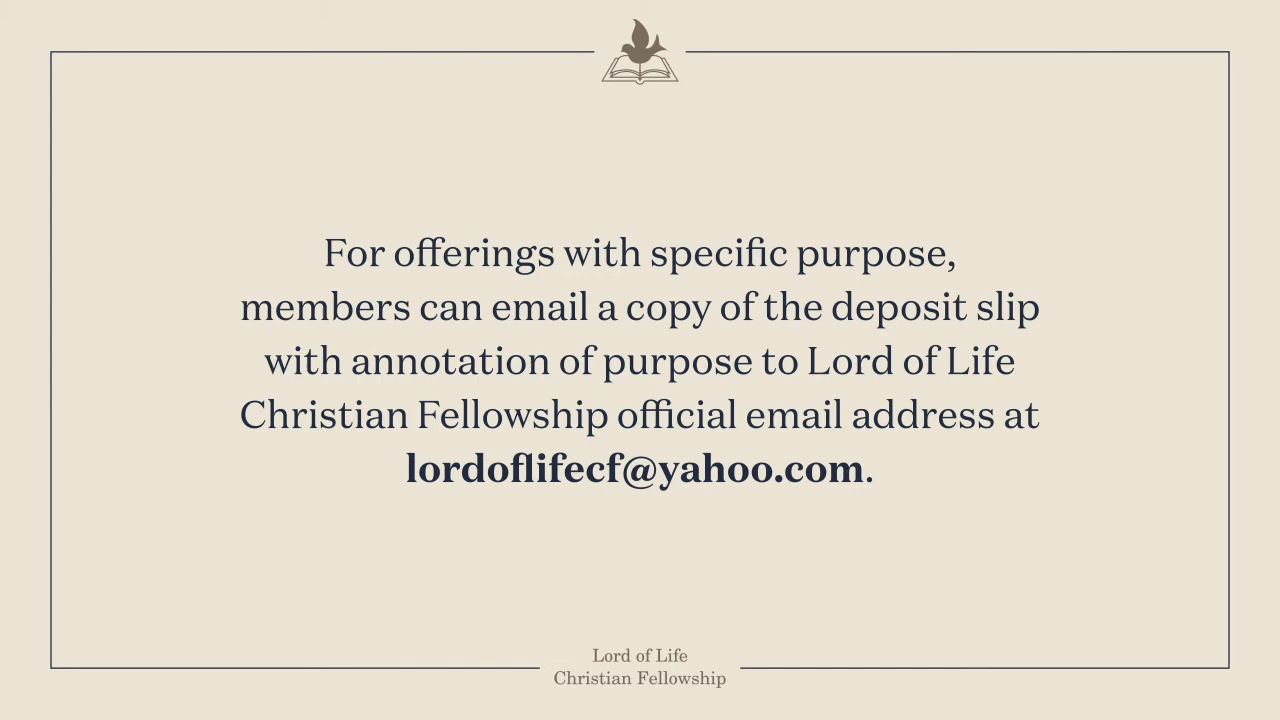 For offerings with specific purpose,
members can email a copy of the deposit slip
with annotation of purpose to Lord of Life
Christian Fellowship official email address at
lordoflifecf@yahoo.com.
Lord of Life
Christian Fellowship